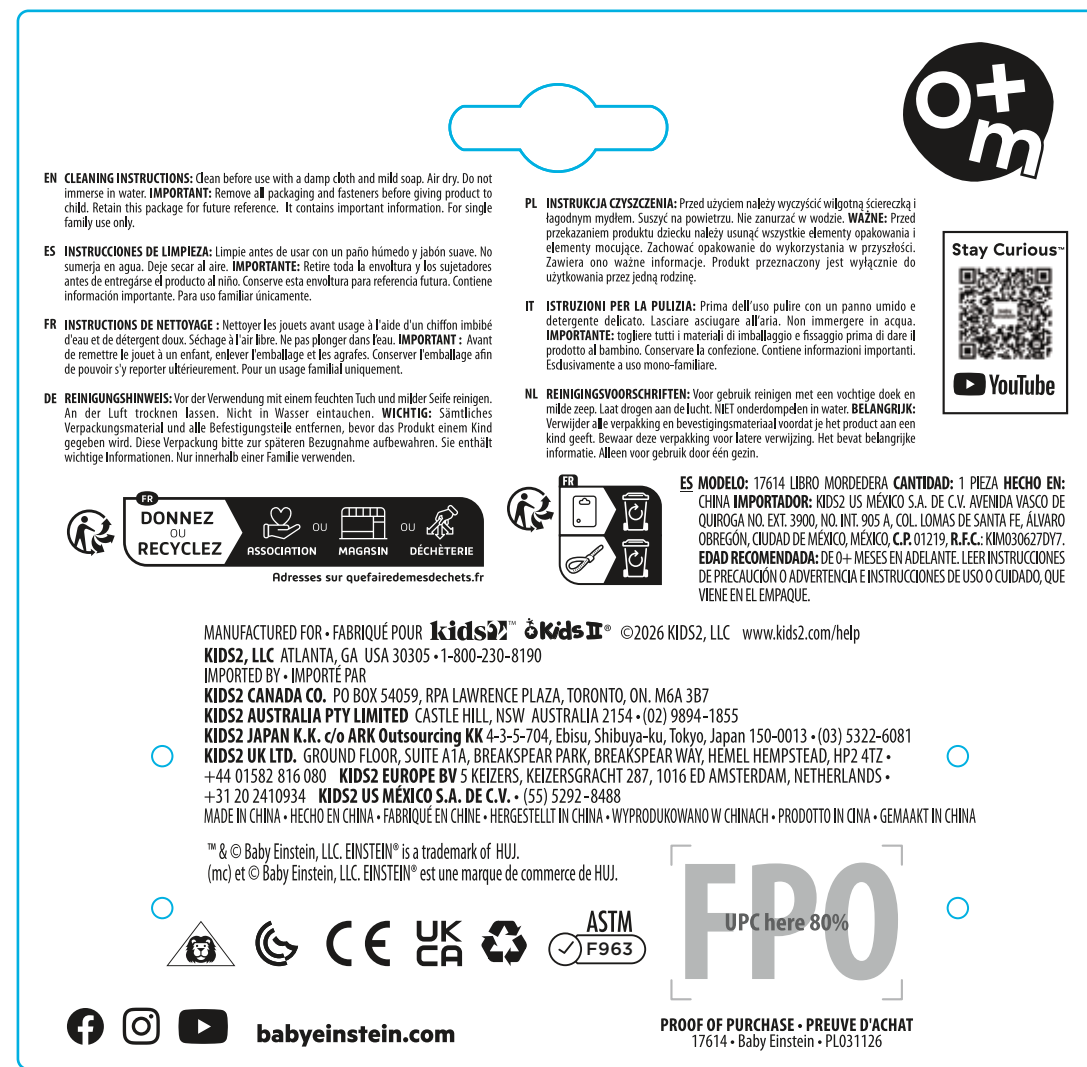 o+m
EN CLEANING INSTRUCTIONS: Clean before use with a damp cloth and mild soap. Air dry. Do not
immerse in water. IMPORTANT: Remove all packaging and fasteners before giving product to
child. Retain this package for future reference. It contains important information. For single
family use only.
ES INSTRUCCIONES DE LIMPIEZA: Limpie antes de usar con un paño húmedo y jabón suave. No
sumerja en agua. Deje secar al aire. IMPORTANTE: Retire toda la envoltura y los sujetadores
antes de entregárse el producto al niño. Conserve esta envoltura para referencia futura. Contiene
información importante. Para uso familiar únicamente.
FR INSTRUCTIONS DE NETTOYAGE : Nettoyer les jouets avant usage à l'aide d'un chiffon imbibé
d'eau et de détergent doux. Séchage à l'air libre. Ne pas plonger dans l'eau. IMPORTANT : Avant
de remettre le jouet à un enfant, enlever l'emballage et les agrafes. Conserver l'emballage afin
de pouvoir s'y reporter ultérieurement. Pour un usage familial uniquement.
DE REINIGUNGSHINWEIS: Vor der Verwendung mit einem feuchten Tuch und milder Seife reinigen.
An der Luft trocknen lassen. Nicht in Wasser eintauchen. WICHTIG: Sämtliches
Verpackungsmaterial und alle Befestigungsteile entfernen, bevor das Produkt einem Kind
gegeben wird. Diese Verpackung bitte zur späteren Bezugnahme aufbewahren. Sie enthält
wichtige Informationen. Nur innerhalb einer Familie verwenden.
PL INSTRUKCJA CZYSZCZENIA: Przed użyciem należy wyczyścić wilgotną ściereczką i
łagodnym mydłem. Suszyć na powietrzu. Nie zanurzać w wodzie. WAŻNE: Przed
przekazaniem produktu dziecku należy usunąć wszystkie elementy opakowania i
elementy mocujące. Zachować opakowanie do wykorzystania w przyszłości.
Zawiera ono ważne informacje. Produkt przeznaczony jest wyłącznie do
użytkowania przez jedną rodzinę.
IT ISTRUZIONI PER LA PULIZIA: Prima dell'uso pulire con un panno umido e
detergente delicato. Lasciare asciugare all'aria. Non immergere in acqua.
IMPORTANTE: togliere tutti i materiali di imballaggio e fissaggio prima di dare il
prodotto al bambino. Conservare la confezione. Contiene informazioni importanti.
Esclusivamente a uso mono-familiare.
NL REINIGINGSVOORSCHRIFTEN: Voor gebruik reinigen met een vochtige doek en
milde zeep. Laat drogen aan de lucht. NIET onderdompelen in water. BELANGRIJK:
Verwijder alle verpakking en bevestigingsmateriaal voordat je het product aan een
kind geeft. Bewaar deze verpakking voor latere verwijzing. Het bevat belangrijke
informatie. Alleen voor gebruik door één gezin.
Stay Curious™
YouTube
FR
DONNEZ
OU
RECYCLEZ
ASSOCIATION
OU
MAGASIN
OU
DÉCHÈTERIE
Adresses sur quefairedemesdechets.fr
FR
ES MODELO: 17614 LIBRO MORDEDERA CANTIDAD: 1 PIEZA HECHO EN:
CHINA IMPORTADOR: KIDS2 US MÉXICO S.A. DE C.V. AVENIDA VASCO DE
QUIROGA NO. EXT. 3900, NO. INT. 905 A, COL. LOMAS DE SANTA FE, ÁLVARO
OBREGÓN, CIUDAD DE MÉXICO, MÉXICO, C.P. 01219, R.F.C.: KIM030627DY7.
EDAD RECOMENDADA: DE 0+ MESES EN ADELANTE. LEER INSTRUCCIONES
DE PRECAUCIÓN O ADVERTENCIA E INSTRUCCIONES DE USO O CUIDADO, QUE
VIENE EN EL EMPAQUE.
MANUFACTURED FOR • FABRIQUÉ POUR kids2™ Kids II® ©2026 KIDS2, LLC www.kids2.com/help
KIDS2, LLC ATLANTA, GA USA 30305 • 1-800-230-8190
IMPORTED BY • IMPORTÉ PAR
KIDS2 CANADA CO. PO BOX 54059, RPA LAWRENCE PLAZA, TORONTO, ON. M6A 3B7
KIDS2 AUSTRALIA PTY LIMITED CASTLE HILL, NSW AUSTRALIA 2154 • (02) 9894-1855
KIDS2 JAPAN K.K. c/o ARK Outsourcing KK 4-3-5-704, Ebisu, Shibuya-ku, Tokyo, Japan 150-0013 • (03) 5322-6081
KIDS2 UK LTD. GROUND FLOOR, SUITE A1A, BREAKSPEAR PARK, BREAKSPEAR WAY, HEMEL HEMPSTEAD, HP2 4TZ •
+44 01582 816 080 KIDS2 EUROPE BV 5 KEIZERS, KEIZERSGRACHT 287, 1016 ED AMSTERDAM, NETHERLANDS •
+31 20 2410934 KIDS2 US MÉXICO S.A. DE C.V. • (55) 5292-8488
MADE IN CHINA • HECHO EN CHINA • FABRIQUÉ EN CHINE • HERGESTELLT IN CHINA • WYPRODUKOWANO W CHINACH • PRODOTTO IN CINA • GEMAAKT IN CHINA
™ & © Baby Einstein, LLC. EINSTEIN® is a trademark of HUJ.
(mc) et © Baby Einstein, LLC. EINSTEIN® est une marque de commerce de HUJ.
CE
UK
CA
ASTM
F963
FPO
UPC here 80%
babyeinstein.com
PROOF OF PURCHASE • PREUVE D'ACHAT
17614 • Baby Einstein • PL031126